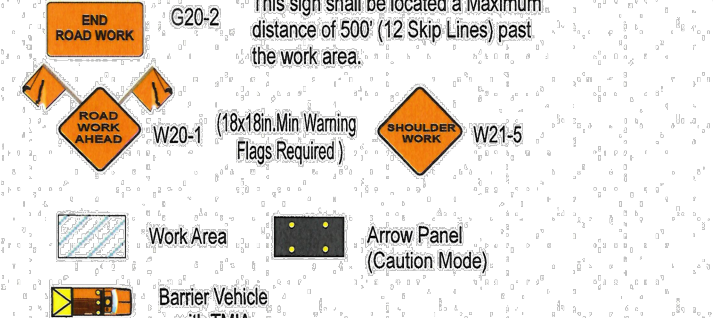 END
ROAD WORK
G20-2
This sign shall be located a Maximum
distance of 500' (12 Skip Lines) past
the work area.
ROAD
WORK
AHEAD
W20-1
(18x18in.Min Warning
Flags Required )
SHOULDER
WORK
W21-5
Work Area
Arrow Panel
(Caution Mode)
Barrier Vehicle
with TMIA